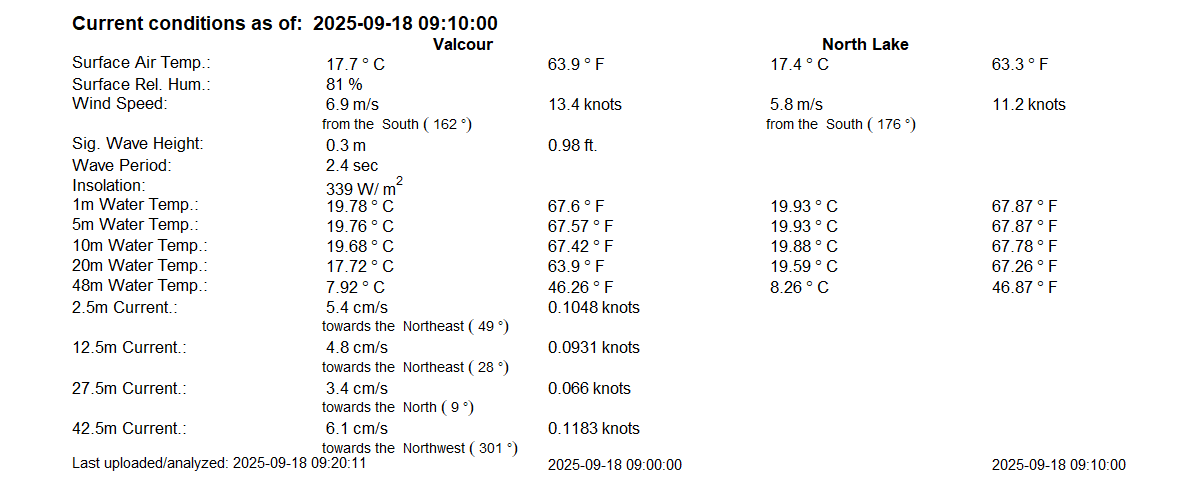 Current conditions as of: 2025-09-18 09:10:00
Valcour North Lake
Surface Air Temp.: 17.7 ° C 63.9 ° F 17.4 ° C 63.3 ° F
Surface Rel. Hum.: 81 %
Wind Speed: 6.9 m/s 13.4 knots 5.8 m/s 11.2 knots
from the South ( 162 °) from the South ( 176 °)
Sig. Wave Height: 0.3 m 0.98 ft.
Wave Period: 2.4 sec
Insolation: 339 W/ m2
1m Water Temp.: 19.78 ° C 67.6 ° F 19.93 ° C 67.87 ° F
5m Water Temp.: 19.76 ° C 67.57 ° F 19.93 ° C 67.87 ° F
10m Water Temp.: 19.68 ° C 67.42 ° F 19.88 ° C 67.78 ° F
20m Water Temp.: 17.72 ° C 63.9 ° F 19.59 ° C 67.26 ° F
48m Water Temp.: 7.92 ° C 46.26 ° F 8.26 ° C 46.87 ° F
2.5m Current.: 5.4 cm/s 0.1048 knots
towards the Northeast ( 49 °)
12.5m Current.: 4.8 cm/s 0.0931 knots
towards the Northeast ( 28 °)
27.5m Current.: 3.4 cm/s 0.066 knots
towards the North ( 9 °)
42.5m Current.: 6.1 cm/s 0.1183 knots
towards the Northwest ( 301 °)
Last uploaded/analyzed: 2025-09-18 09:20:11 2025-09-18 09:00:00 2025-09-18 09:10:00